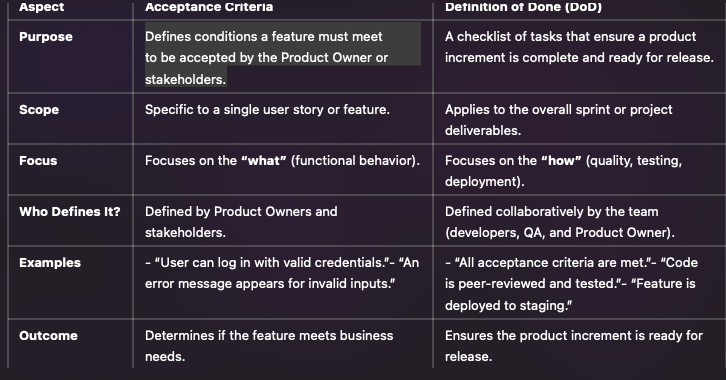 Aspect Acceptance Criteria Definition of Done (DoD)
Purpose Defines conditions a feature must meet A checklist of tasks that ensure a product
to be accepted by the Product Owner or increment is complete and ready for release.
stakeholders.
Scope Specific to a single user story or feature. Applies to the overall sprint or project
deliverables.
Focus Focuses on the “what” (functional behavior). Focuses on the “how” (quality, testing,
deployment).
Who Defines It? Defined by Product Owners and Defined collaboratively by the team
stakeholders. (developers, QA, and Product Owner).
Examples - “User can log in with valid credentials.”- “An - “All acceptance criteria are met.”- “Code
error message appears for invalid inputs.” is peer-reviewed and tested.”- “Feature is
deployed to staging.”
Outcome Determines if the feature meets business Ensures the product increment is ready for
needs. release.